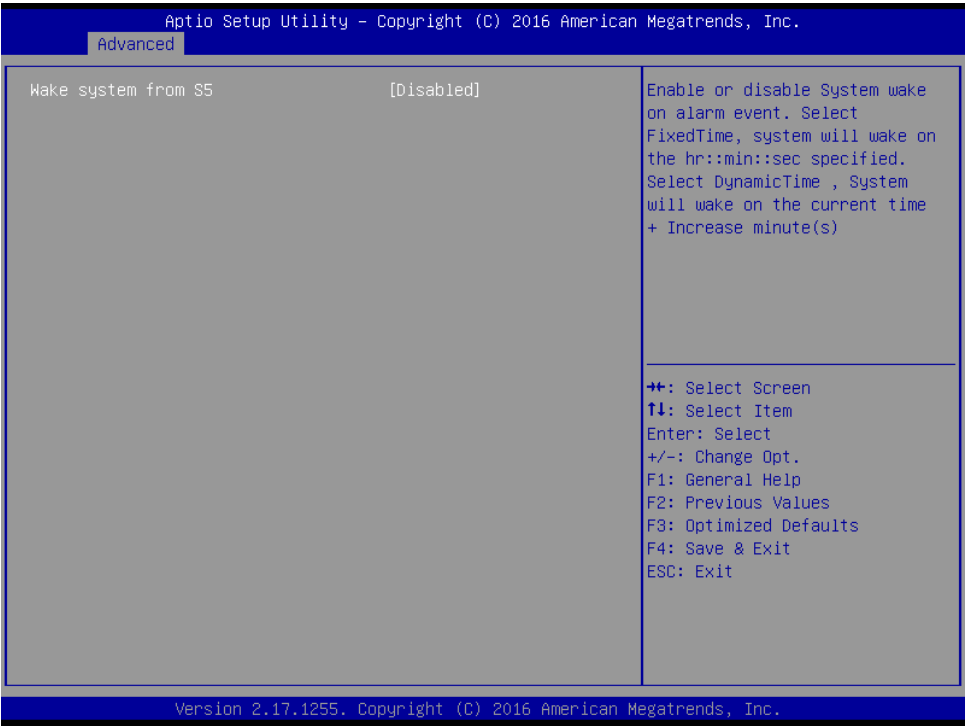 Aptio Setup Utility – Copyright (C) 2016 American Megatrends, Inc.
Advanced
Wake system from S5 [Disabled]
Enable or disable System wake
on alarm event. Select
FixedTime, system will wake on
the hr::min::sec specified.
Select DynamicTime , System
will wake on the current time
+ Increase minute(s)
→←: Select Screen
↑↓: Select Item
Enter: Select
+/-: Change Opt.
F1: General Help
F2: Previous Values
F3: Optimized Defaults
F4: Save & Exit
ESC: Exit
Version 2.17.1255. Copyright (C) 2016 American Megatrends, Inc.